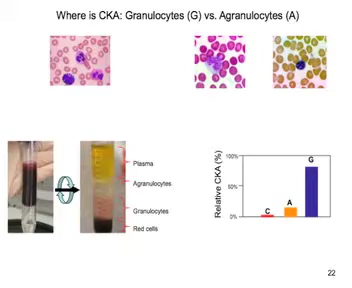 Where is CKA: Granulocytes (G) vs. Agranulocytes (A)
Plasma
Agranulocytes
Granulocytes
Red cells
Relative CKA (%)
100%
50%
0%
C
A
G
22